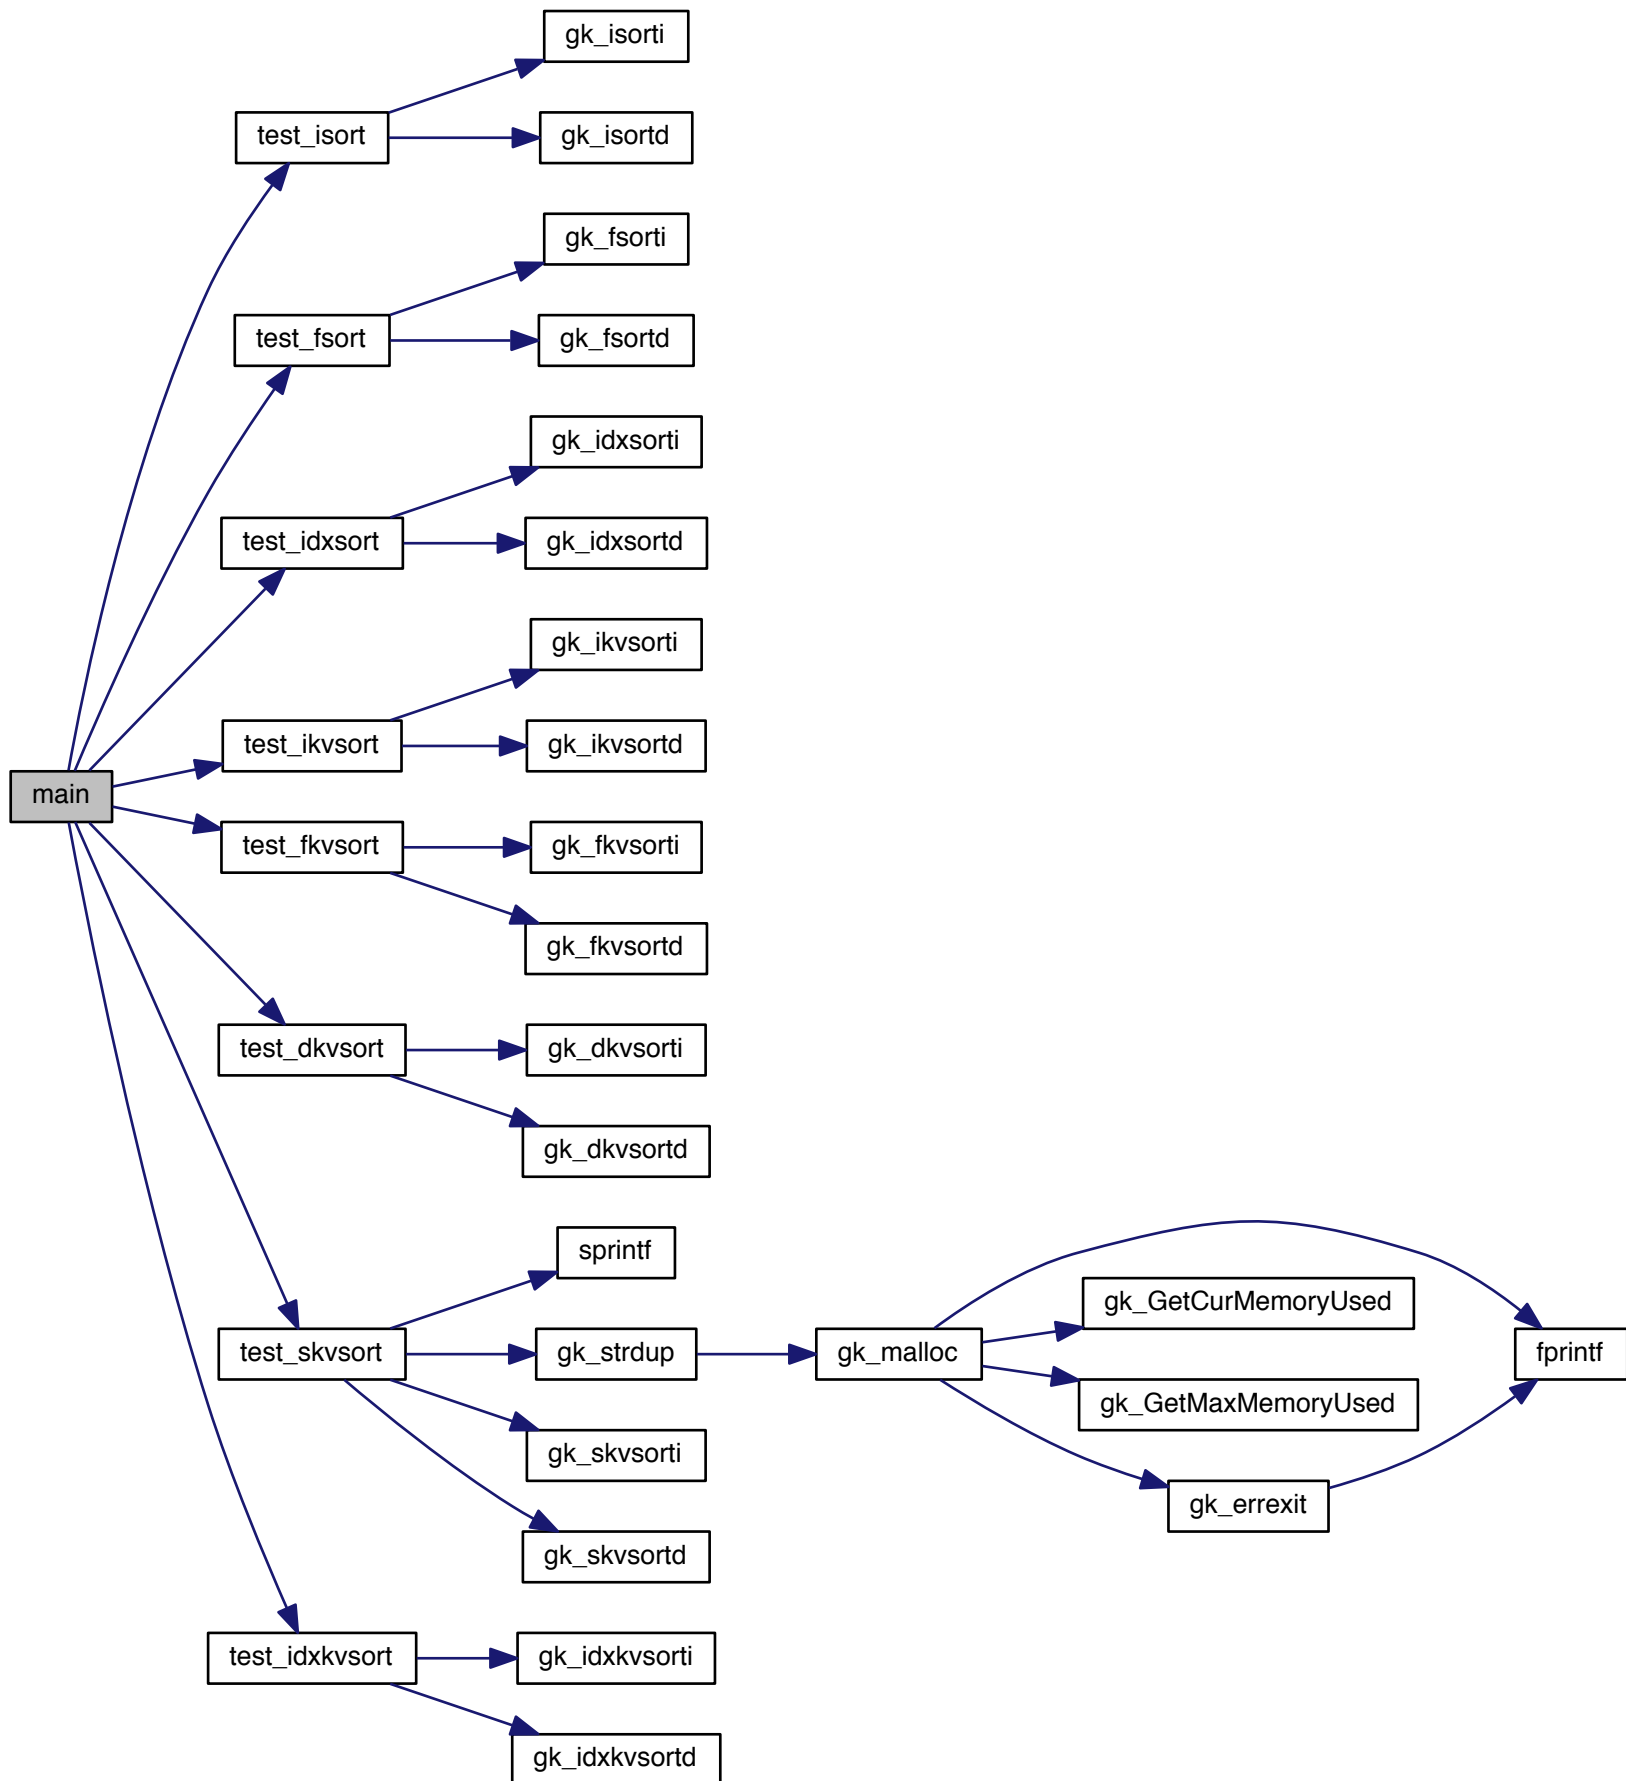 gk_isorti
test_isort
gk_isortd
gk_fsorti
test_fsort
gk_fsortd
gk_idxsorti
test_idxsort
gk_idxsortd
gk_ikvsorti
test_ikvsort
gk_ikvsortd
main
test_fkvsort
gk_fkvsorti
gk_fkvsortd
test_dkvsort
gk_dkvsorti
gk_dkvsortd
sprintf
gk_GetCurMemoryUsed
test_skvsort
gk_strdup
gk_malloc
fprintf
gk_GetMaxMemoryUsed
gk_skvsorti
gk_errexit
gk_skvsortd
test_idxkvsort
gk_idxkvsorti
gk_idxkvsortd